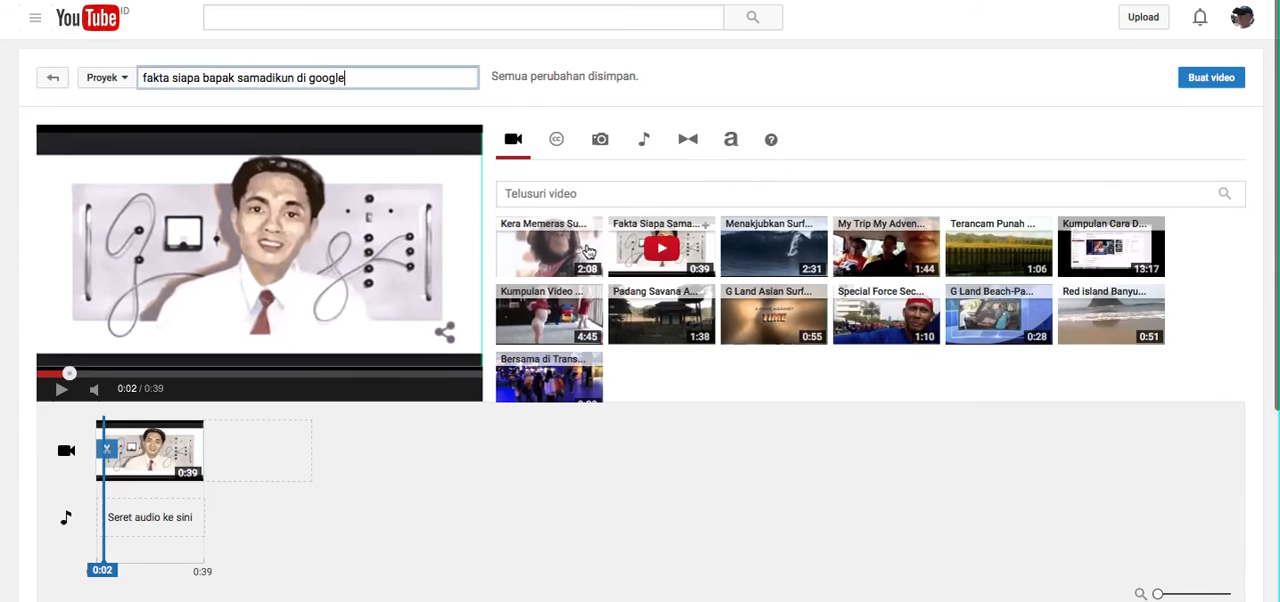 YouTube ID
Upload
Proyek
fakta siapa bapak samadikun di google
Semua perubahan disimpan.
Buat video
cc
a
?
Telusuri video
Kera Memeras Su...
2:08
Fakta Siapa Sama...
0:39
Menakjubkan Surf...
2:31
My Trip My Adven...
1:44
Terancam Punah ...
1:06
Kumpulan Cara D...
13:17
Kumpulan Video ...
4:45
Padang Savana A...
1:38
G Land Asian Surf...
0:55
Special Force Sec...
1:10
G Land Beach-Pa...
0:28
Red island Banyu...
0:51
Bersama di Trans...
0:02 / 0:39
0:39
Seret audio ke sini
0:02
0:39